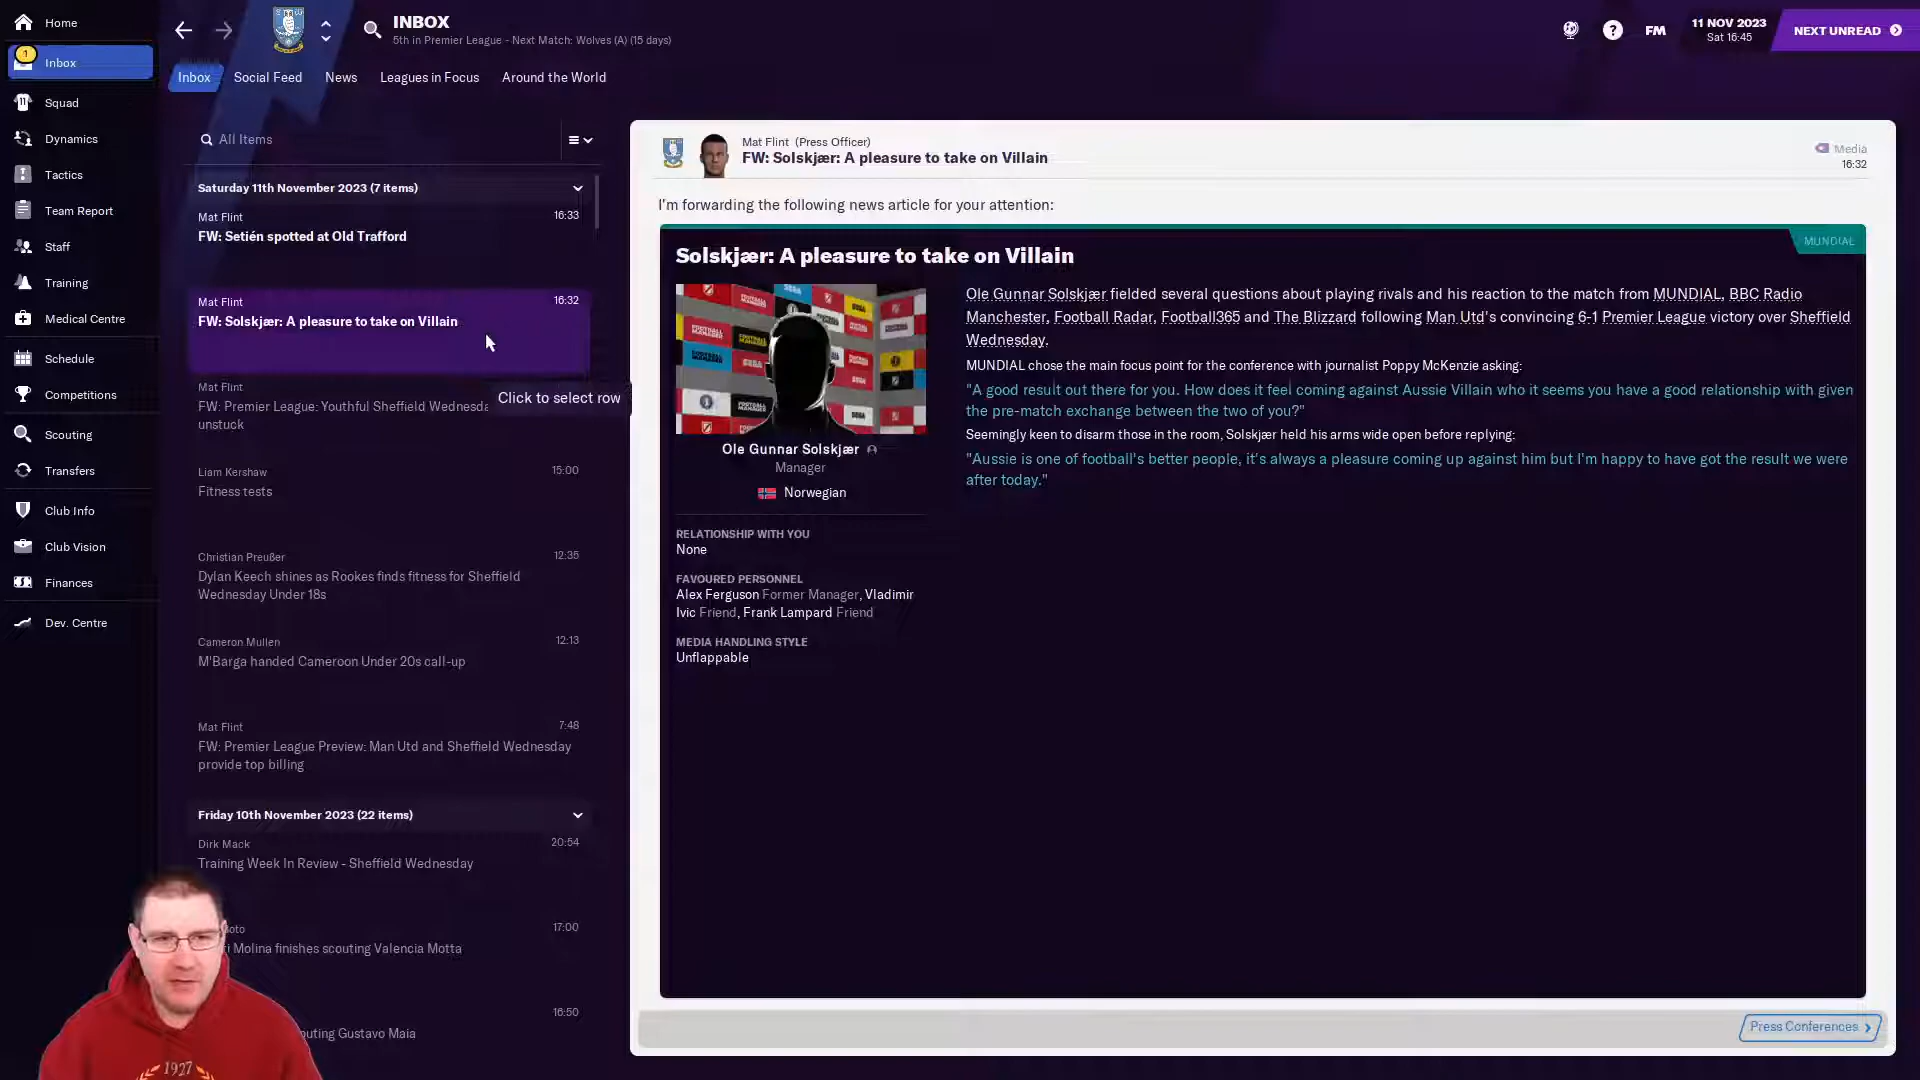 Home
Inbox
1
Squad
Dynamics
Tactics
Team Report
Staff
Training
Medical Centre
Schedule
Competitions
Scouting
Transfers
Club Info
Club Vision
Finances
Dev. Centre
INBOX
5th in Premier League - Next Match: Wolves (A) (15 days)
FM
11 NOV 2023
Sat 16:45
NEXT UNREAD
Inbox
Social Feed
News
Leagues in Focus
Around the World
All Items
Saturday 11th November 2023 (7 items)
Mat Flint 16:33
FW: Setién spotted at Old Trafford
Mat Flint 16:32
FW: Solskjær: A pleasure to take on Villain
Click to select row
Mat Flint
FW: Premier League: Youthful Sheffield Wednesda
unstuck
Liam Kershaw 15:00
Fitness tests
Christian Preußer 12:35
Dylan Keech shines as Rookes finds fitness for Sheffield
Wednesday Under 18s
Cameron Mullen 12:13
M'Barga handed Cameroon Under 20s call-up
Mat Flint 7:48
FW: Premier League Preview: Man Utd and Sheffield Wednesday
provide top billing
Friday 10th November 2023 (22 items)
Dirk Mack 20:54
Training Week In Review - Sheffield Wednesday
17:00
Molina finishes scouting Valencia Motta
16:50
outing Gustavo Maia
1927
Mat Flint (Press Officer)
FW: Solskjær: A pleasure to take on Villain
Media
16:32
I'm forwarding the following news article for your attention:
Solskjær: A pleasure to take on Villain
MUNDIAL
Ole Gunnar Solskjær
Manager
Norwegian
RELATIONSHIP WITH YOU
None
FAVOURED PERSONNEL
Alex Ferguson Former Manager, Vladimir
Ivic Friend, Frank Lampard Friend
MEDIA HANDLING STYLE
Unflappable
Ole Gunnar Solskjær fielded several questions about playing rivals and his reaction to the match from MUNDIAL, BBC Radio
Manchester, Football Radar, Football365 and The Blizzard following Man Utd's convincing 6-1 Premier League victory over Sheffield
Wednesday.
MUNDIAL chose the main focus point for the conference with journalist Poppy McKenzie asking:
"A good result out there for you. How does it feel coming against Aussie Villain who it seems you have a good relationship with given
the pre-match exchange between the two of you?"
Seemingly keen to disarm those in the room, Solskjær held his arms wide open before replying:
"Aussie is one of football's better people, it's always a pleasure coming up against him but I'm happy to have got the result we were
after today."
Press Conferences